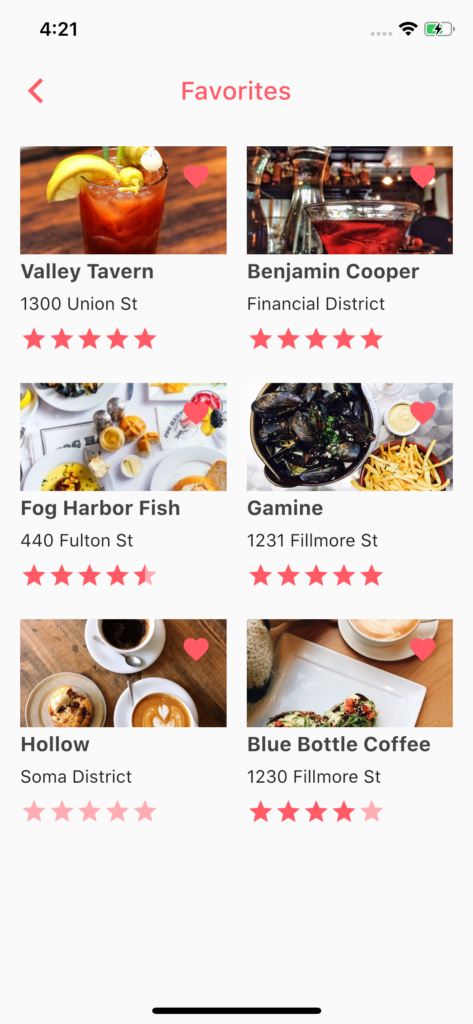 4:21
Favorites
Valley Tavern
1300 Union St
Benjamin Cooper
Financial District
Fog Harbor Fish
440 Fulton St
Gamine
1231 Fillmore St
Hollow
Soma District
Blue Bottle Coffee
1230 Fillmore St